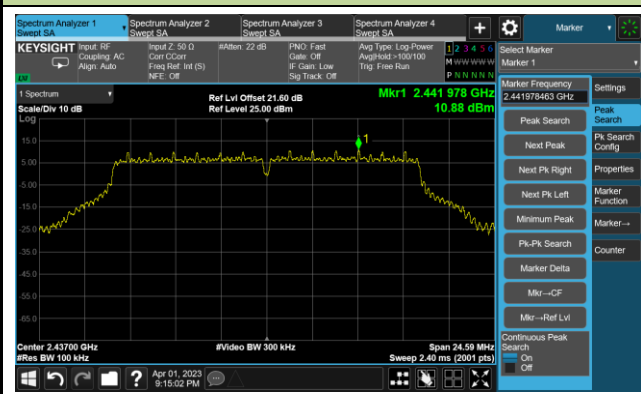 Spectrum Analyzer 1
Swept SA
Spectrum Analyzer 2
Swept SA
Spectrum Analyzer 3
Swept SA
Spectrum Analyzer 4
Swept SA
+
Marker
KEYSIGHT
Input: RF
Coupling: AC
Align: Auto
Input Z: 50 Ω
Corr CCorr
Freq Ref: Int (S)
NFE: Off
#Atten: 22 dB
PNO: Fast
Gate: Off
IF Gain: Low
Sig Track: Off
Avg Type: Log-Power
Avg|Hold:>100/100
Trig: Free Run
1 2 3 4 5 6
M W W W W W
P N N N N N
LXI
Select Marker
Marker 1
1 Spectrum
Scale/Div 10 dB
Log
Ref Lvl Offset 21.60 dB
Ref Level 25.00 dBm
Mkr1 2.441 978 GHz
10.88 dBm
15.0
5.00
-5.00
-15.0
-25.0
-35.0
-45.0
-55.0
-65.0
1
Center 2.43700 GHz
#Res BW 100 kHz
#Video BW 300 kHz
Span 24.59 MHz
Sweep 2.40 ms (2001 pts)
Marker Frequency
2.441978463 GHz
Peak Search
Next Peak
Next Pk Right
Next Pk Left
Minimum Peak
Pk-Pk Search
Marker Delta
Mkr→CF
Mkr→Ref Lvl
Continuous Peak
Search
On
Off
Settings
Peak
Search
Pk Search
Config
Properties
Marker
Function
Marker→
Counter
?
Apr 01, 2023
9:15:02 PM